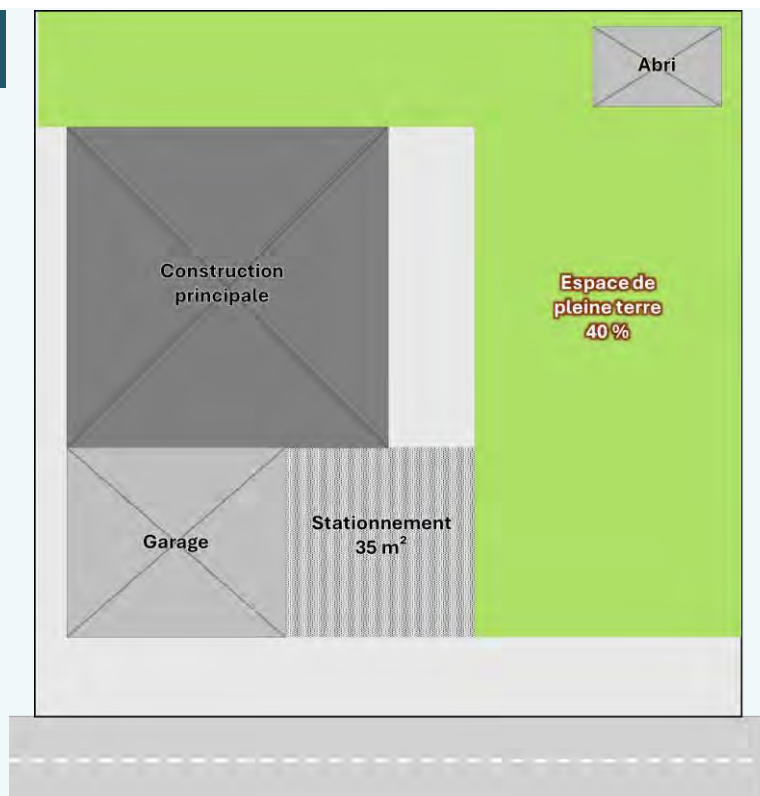 Abri
Construction
principale
Espace de
pleine terre
40 %
Stationnement
35 m²
Garage